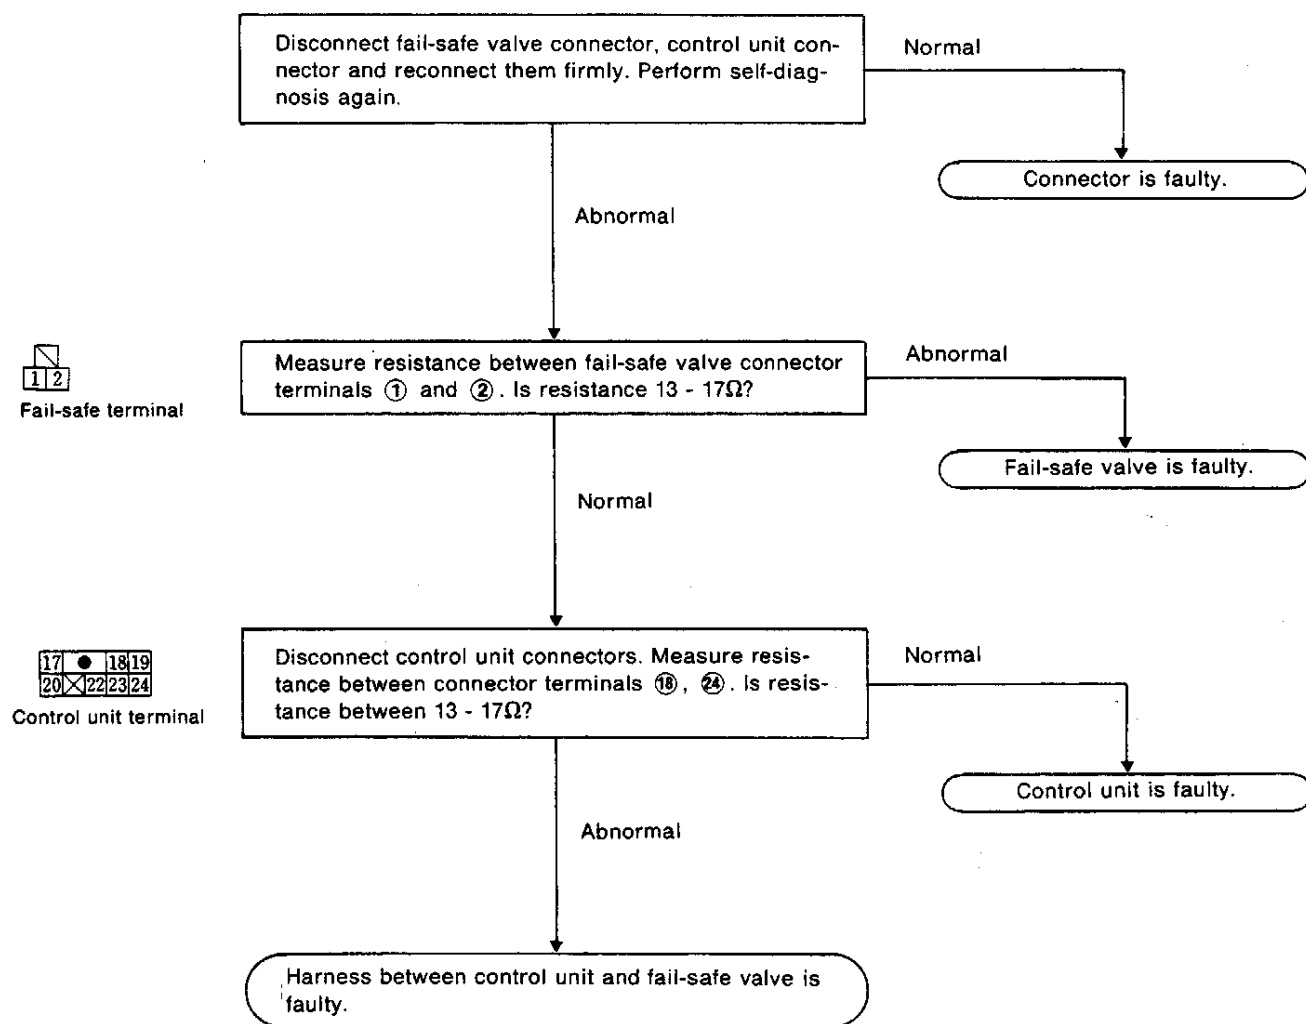 Disconnect fail-safe valve connector, control unit con-
nector and reconnect them firmly. Perform self-diag-
nosis again.
Normal
Connector is faulty.
Abnormal
1 2
Fail-safe terminal
Measure resistance between fail-safe valve connector
terminals ① and ②. Is resistance 13 - 17Ω?
Abnormal
Fail-safe valve is faulty.
Normal
17 18 19
20 22 23 24
Control unit terminal
Disconnect control unit connectors. Measure resis-
tance between connector terminals ⑱, ㉔. Is resis-
tance between 13 - 17Ω?
Normal
Control unit is faulty.
Abnormal
Harness between control unit and fail-safe valve is
faulty.